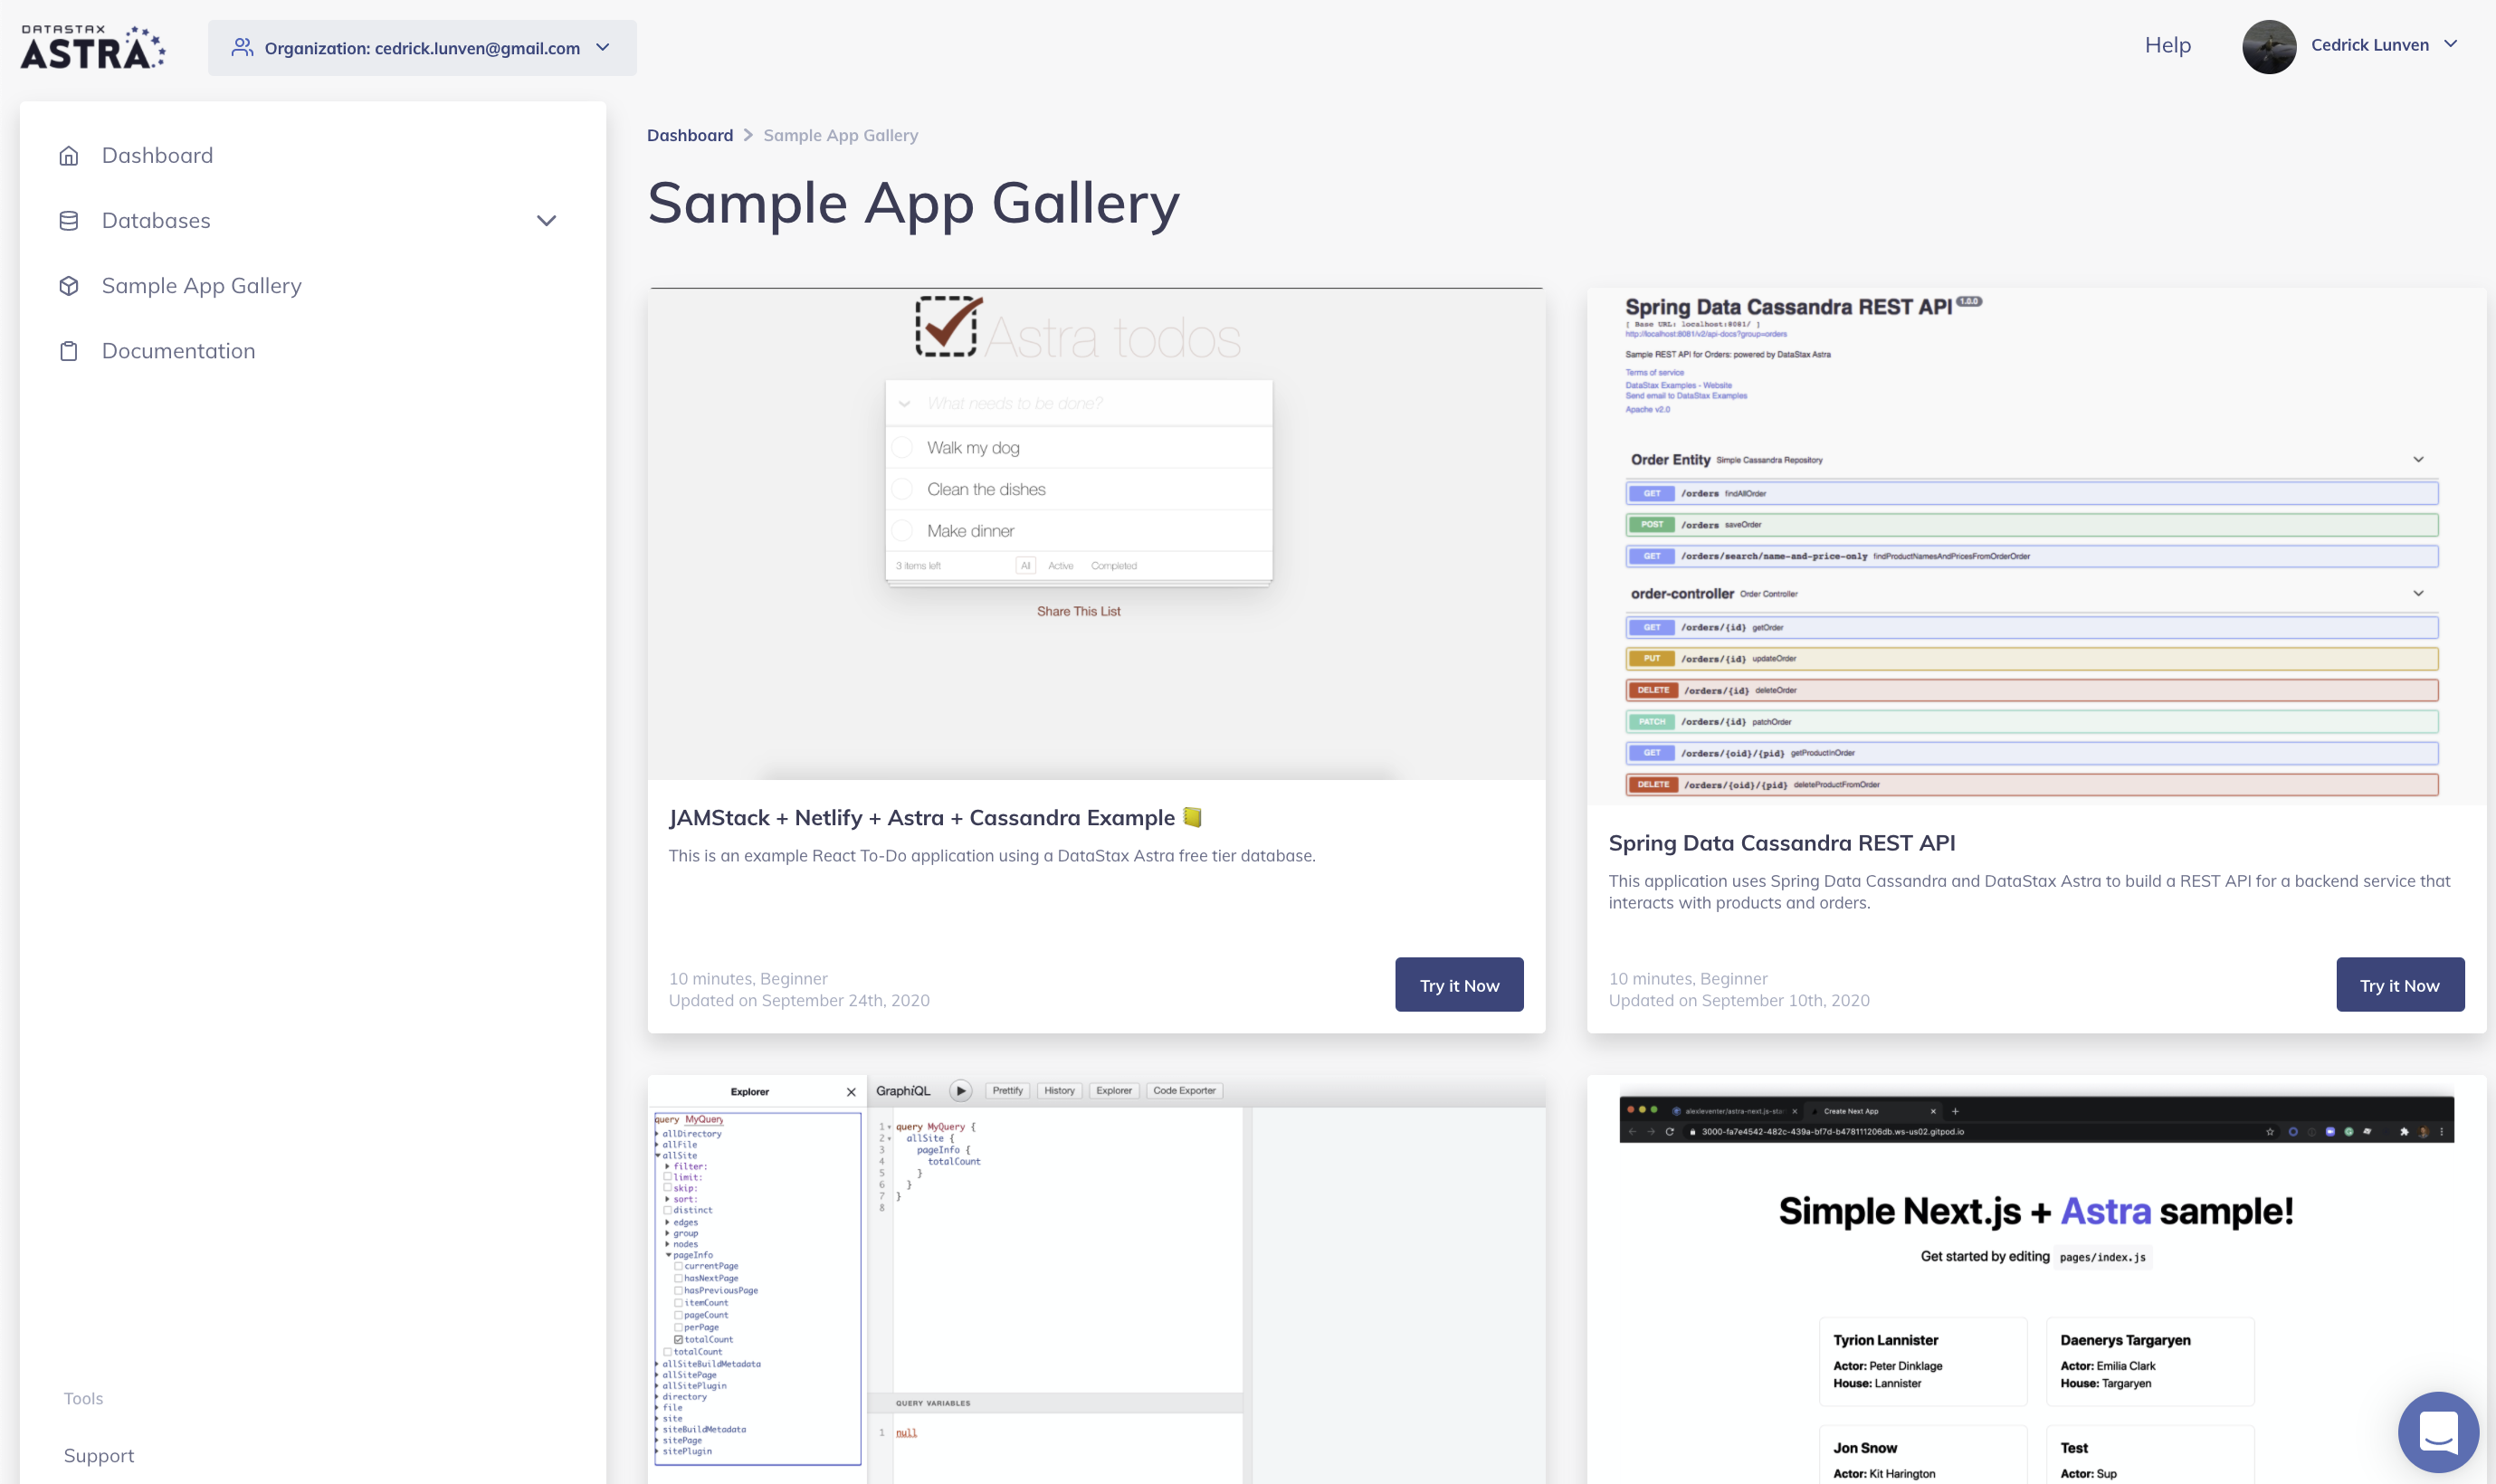 DATASTAX
ASTRA
Organization: cedrick.lunven@gmail.com
Help
Cedrick Lunven
Dashboard
Databases
Sample App Gallery
Documentation
Tools
Support
Dashboard > Sample App Gallery
Sample App Gallery
Astra todos
What needs to be done?
Walk my dog
Clean the dishes
Make dinner
3 items left All Active Completed
Share This List
JAMStack + Netlify + Astra + Cassandra Example
This is an example React To-Do application using a DataStax Astra free tier database.
10 minutes, Beginner
Updated on September 24th, 2020
Try it Now
Spring Data Cassandra REST API 1.0.0
[ Base URL: localhost:8081/ ]
http://localhost:8081/v2/api-docs?group=orders
Sample REST API for Orders: powered by DataStax Astra
Terms of service
DataStax Examples - Website
Send email to DataStax Examples
Apache v2.0
Order Entity Simple Cassandra Repository
GET /orders findAllOrder
POST /orders saveOrder
GET /orders/search/name-and-price-only findProductNamesAndPricesFromOrderOrder
order-controller Order Controller
GET /orders/{id} getOrder
PUT /orders/{id} updateOrder
DELETE /orders/{id} deleteOrder
PATCH /orders/{id} patchOrder
GET /orders/{oid}/{pid} getProductInOrder
DELETE /orders/{oid}/{pid} deleteProductFromOrder
Spring Data Cassandra REST API
This application uses Spring Data Cassandra and DataStax Astra to build a REST API for a backend service that
interacts with products and orders.
10 minutes, Beginner
Updated on September 10th, 2020
Try it Now
Explorer
query MyQuery
allDirectory
allFile
allSite
filter:
limit:
skip:
sort:
distinct
edges
group
nodes
pageInfo
currentPage
hasNextPage
hasPreviousPage
itemCount
pageCount
perPage
totalCount
totalCount
allSiteBuildMetadata
allSitePage
allSitePlugin
directory
file
site
siteBuildMetadata
sitePage
sitePlugin
GraphiQL Prettify History Explorer Code Exporter
1 query MyQuery {
2 allSite {
3 pageInfo {
4 totalCount
5 }
6 }
7 }
8
QUERY VARIABLES
1 null
alexleventer/astra-next.js-sta Create Next App
3000-fa7e4542-482c-439a-bf7d-b478111206db.ws-us02.gitpod.io
Simple Next.js + Astra sample!
Get started by editing pages/index.js
Tyrion Lannister
Actor: Peter Dinklage
House: Lannister
Daenerys Targaryen
Actor: Emilia Clark
House: Targaryen
Jon Snow
Actor: Kit Harington
Test
Actor: Sup